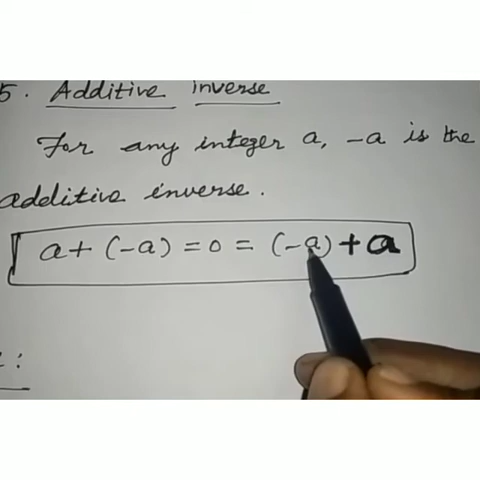 5. Additive inverse
For any integer a, -a is the
additive inverse.
a + (-a) = 0 = (-a) + a
: